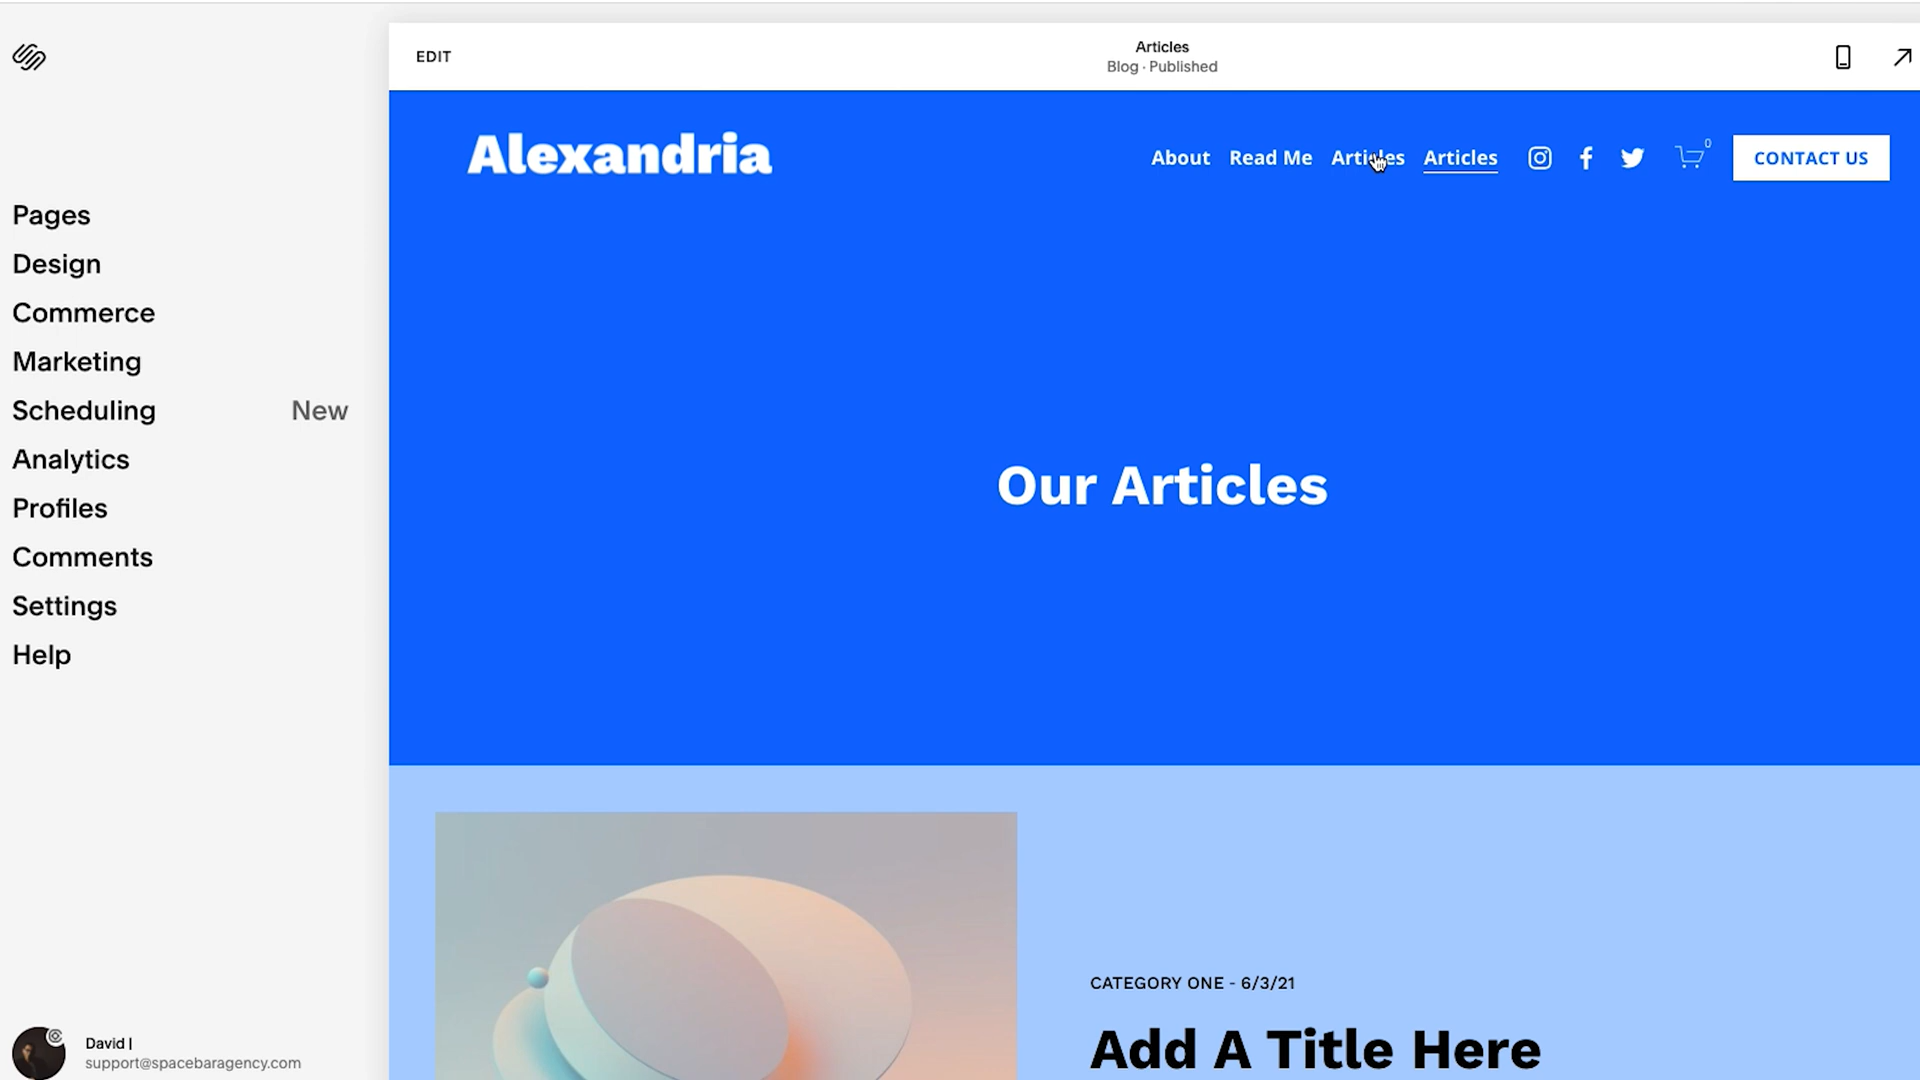 EDIT
Articles
Blog · Published
Alexandria
About Read Me Articles Articles
0
CONTACT US
Pages
Design
Commerce
Marketing
Scheduling New
Analytics
Profiles
Comments
Settings
Help
Our Articles
CATEGORY ONE - 6/3/21
Add A Title Here
David I
support@spacebaragency.com